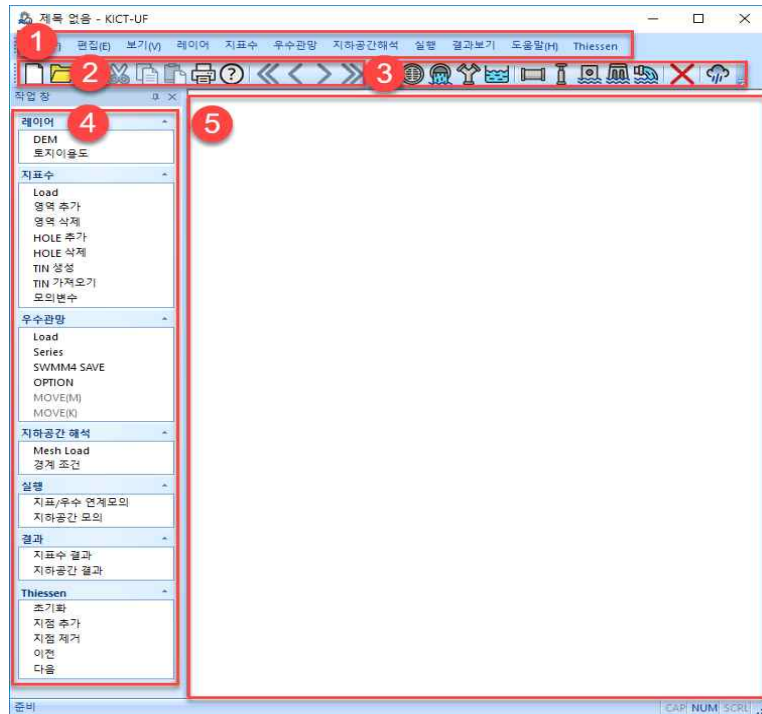 제목 없음 - KICT-UF
1 편집(E) 보기(V) 레이어 지표수 우수관망 지하공간해석 실행 결과보기 도움말(H) Thiessen
2 3
작업 창
4 5
레이어
DEM
토지이용도
지표수
Load
영역 추가
영역 삭제
HOLE 추가
HOLE 삭제
TIN 생성
TIN 가져오기
모의변수
우수관망
Load
Series
SWMM4 SAVE
OPTION
MOVE(M)
MOVE(K)
지하공간 해석
Mesh Load
경계 조건
실행
지표/우수 연계모의
지하공간 모의
결과
지표수 결과
지하공간 결과
Thiessen
초기화
지점 추가
지점 제거
이전
다음
준비 CAP NUM SCRL